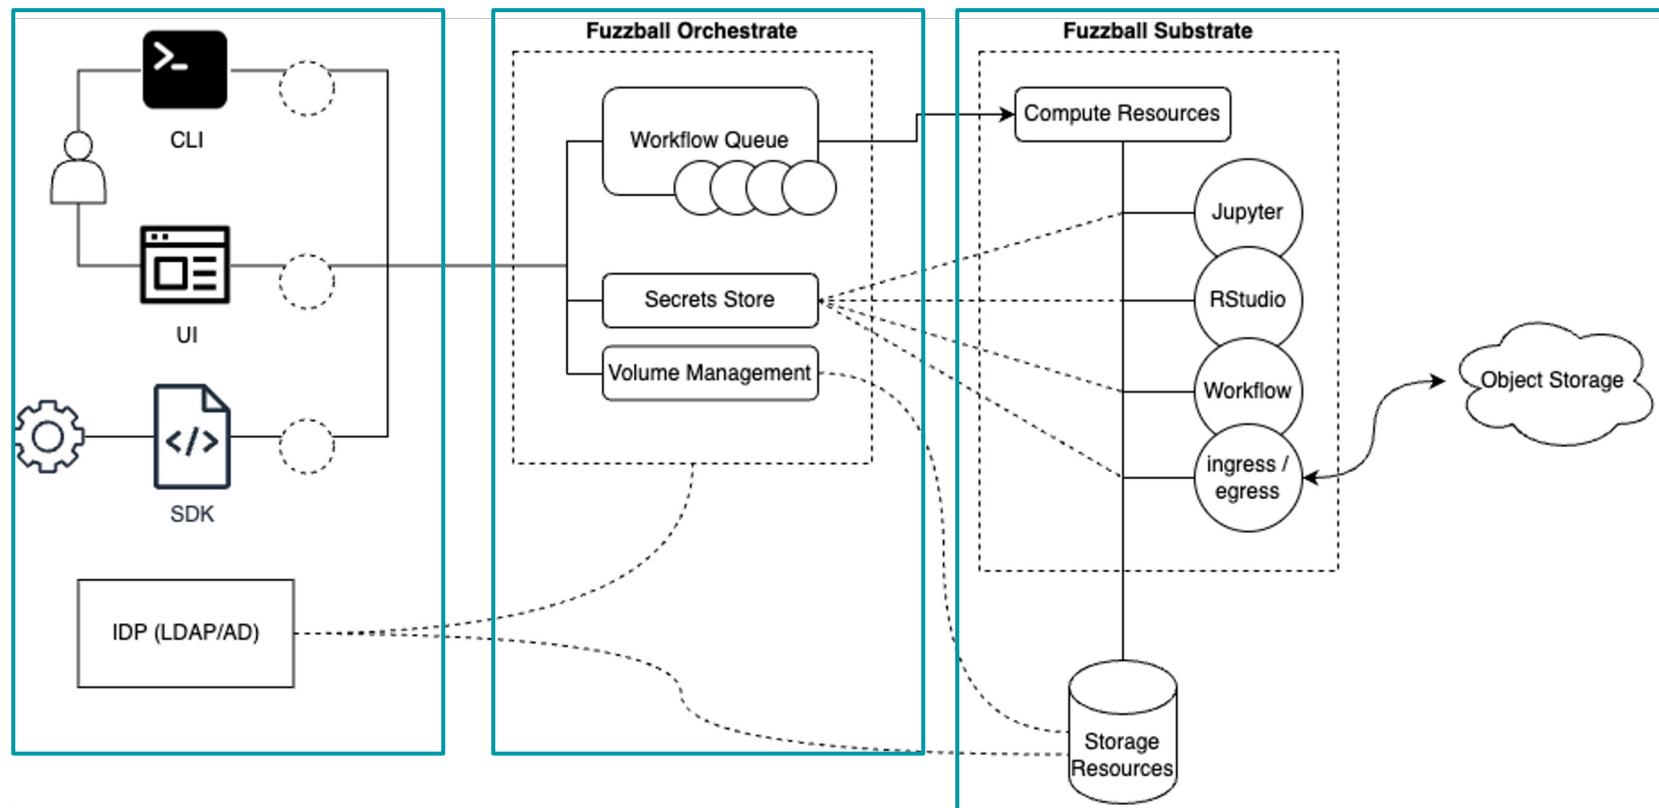 CLI
UI
</>
SDK
IDP (LDAP/AD)
Fuzzball Orchestrate
Workflow Queue
Secrets Store
Volume Management
Fuzzball Substrate
Compute Resources
Jupyter
RStudio
Workflow
ingress /
egress
Storage
Resources
Object Storage